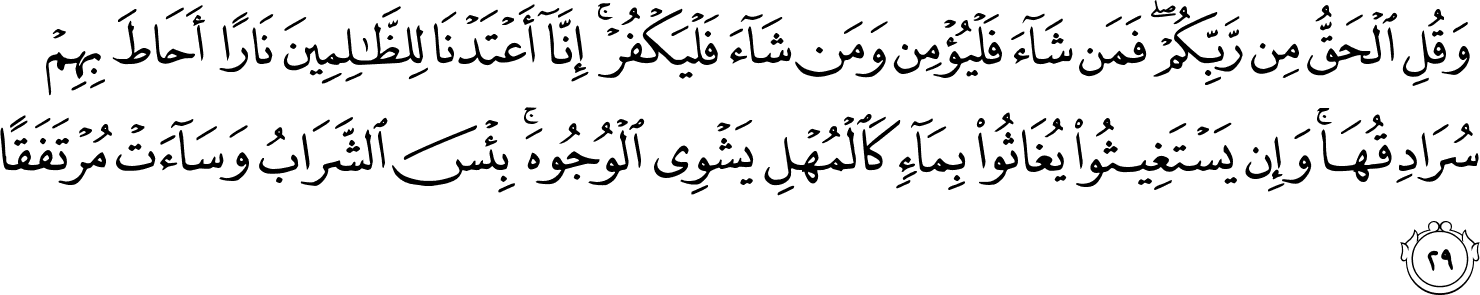 وَقُلِ ٱلْحَقُّ مِن رَّبِّكُمْ ۖ فَمَن شَآءَ فَلْيُؤْمِن وَمَن شَآءَ فَلْيَكْفُرْ ۚ إِنَّآ أَعْتَدْنَا لِلظَّـٰلِمِينَ نَارًا أَحَاطَ بِهِمْ
سُرَادِقُهَا ۚ وَإِن يَسْتَغِيثُوا۟ يُغَاثُوا۟ بِمَآءٍ كَٱلْمُهْلِ يَشْوِى ٱلْوُجُوهَ ۚ بِئْسَ ٱلشَّرَابُ وَسَآءَتْ مُرْتَفَقًا
٢٩